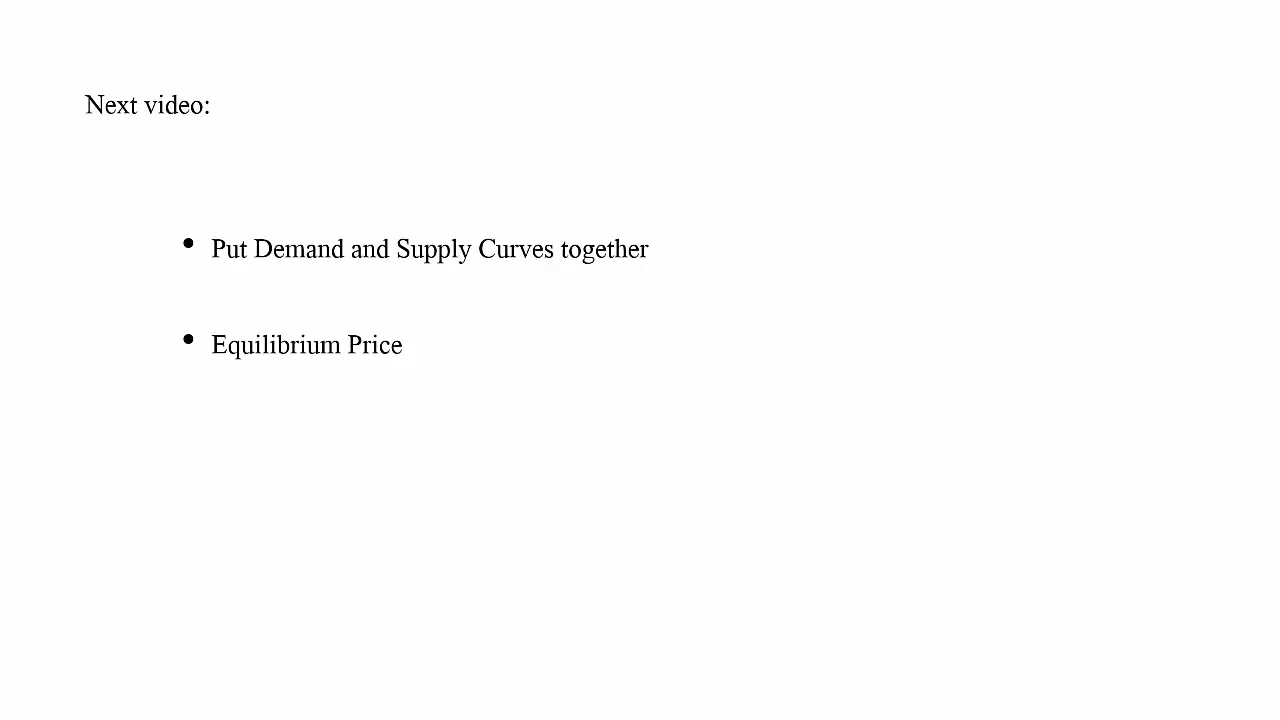 Next video:
• Put Demand and Supply Curves together
• Equilibrium Price